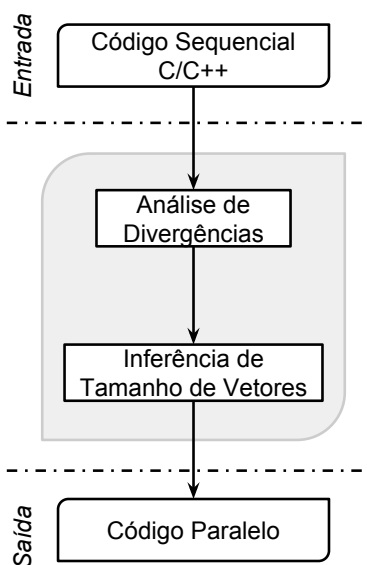 Entrada
Código Sequencial
C/C++
Análise de
Divergências
Inferência de
Tamanho de Vetores
Saída
Código Paralelo